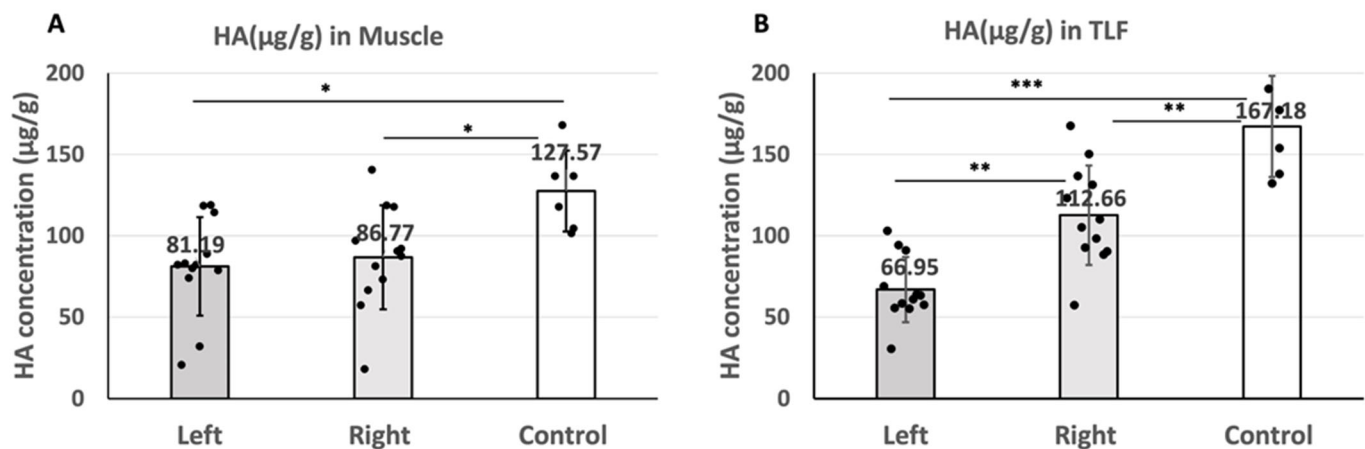 A
HA(µg/g) in Muscle
HA concentration (µg/g)
200
150
100
50
0
*
*
81.19
86.77
127.57
Left
Right
Control
B
HA(µg/g) in TLF
HA concentration (µg/g)
200
150
100
50
0
***
**
**
66.95
112.66
167.18
Left
Right
Control